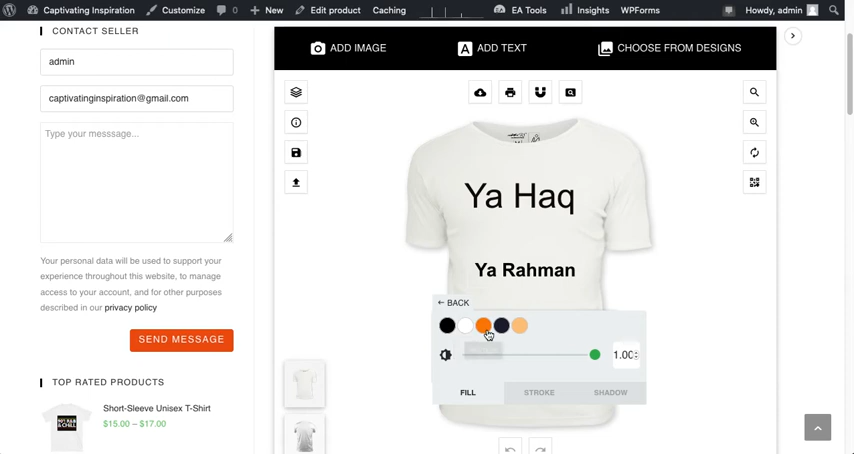 Captivating Inspiration
Customize
0
New
Edit product
Caching
EA Tools
Insights
WPForms
Howdy, admin
CONTACT SELLER
admin
captivatinginspiration@gmail.com
Type your messsage...
Your personal data will be used to support your
experience throughout this website, to manage
access to your account, and for other purposes
described in our privacy policy
SEND MESSAGE
TOP RATED PRODUCTS
Short-Sleeve Unisex T-Shirt
$15.00 – $17.00
ADD IMAGE
ADD TEXT
CHOOSE FROM DESIGNS
Ya Haq
Ya Rahman
← BACK
1.00
FILL
STROKE
SHADOW